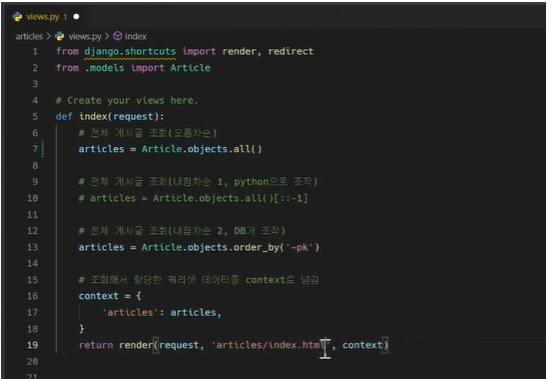 views.py 1
articles > views.py > index
1 from django.shortcuts import render, redirect
2 from .models import Article
3
4 # Create your views here.
5 def index(request):
6 # 전체 게시글 조회(오름차순)
7 articles = Article.objects.all()
8
9 # 전체 게시글 조회(내림차순 1, python으로 조작)
10 # articles = Article.objects.all()[::-1]
11
12 # 전체 게시글 조회(내림차순 2, DB가 조작)
13 articles = Article.objects.order_by('-pk')
14
15 # 조회해서 할당한 쿼리셋 데이터를 context로 넘김
16 context = {
17 'articles': articles,
18 }
19 return render(request, 'articles/index.html', context)
20
21